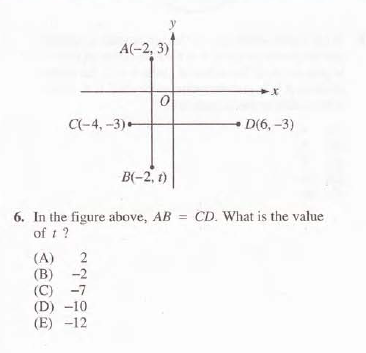 y
A(–2, 3)
x
O
C(–4, –3)
D(6, –3)
B(–2, t)
6. In the figure above, AB = CD. What is the value
of t ?
(A) 2
(B) –2
(C) –7
(D) –10
(E) –12